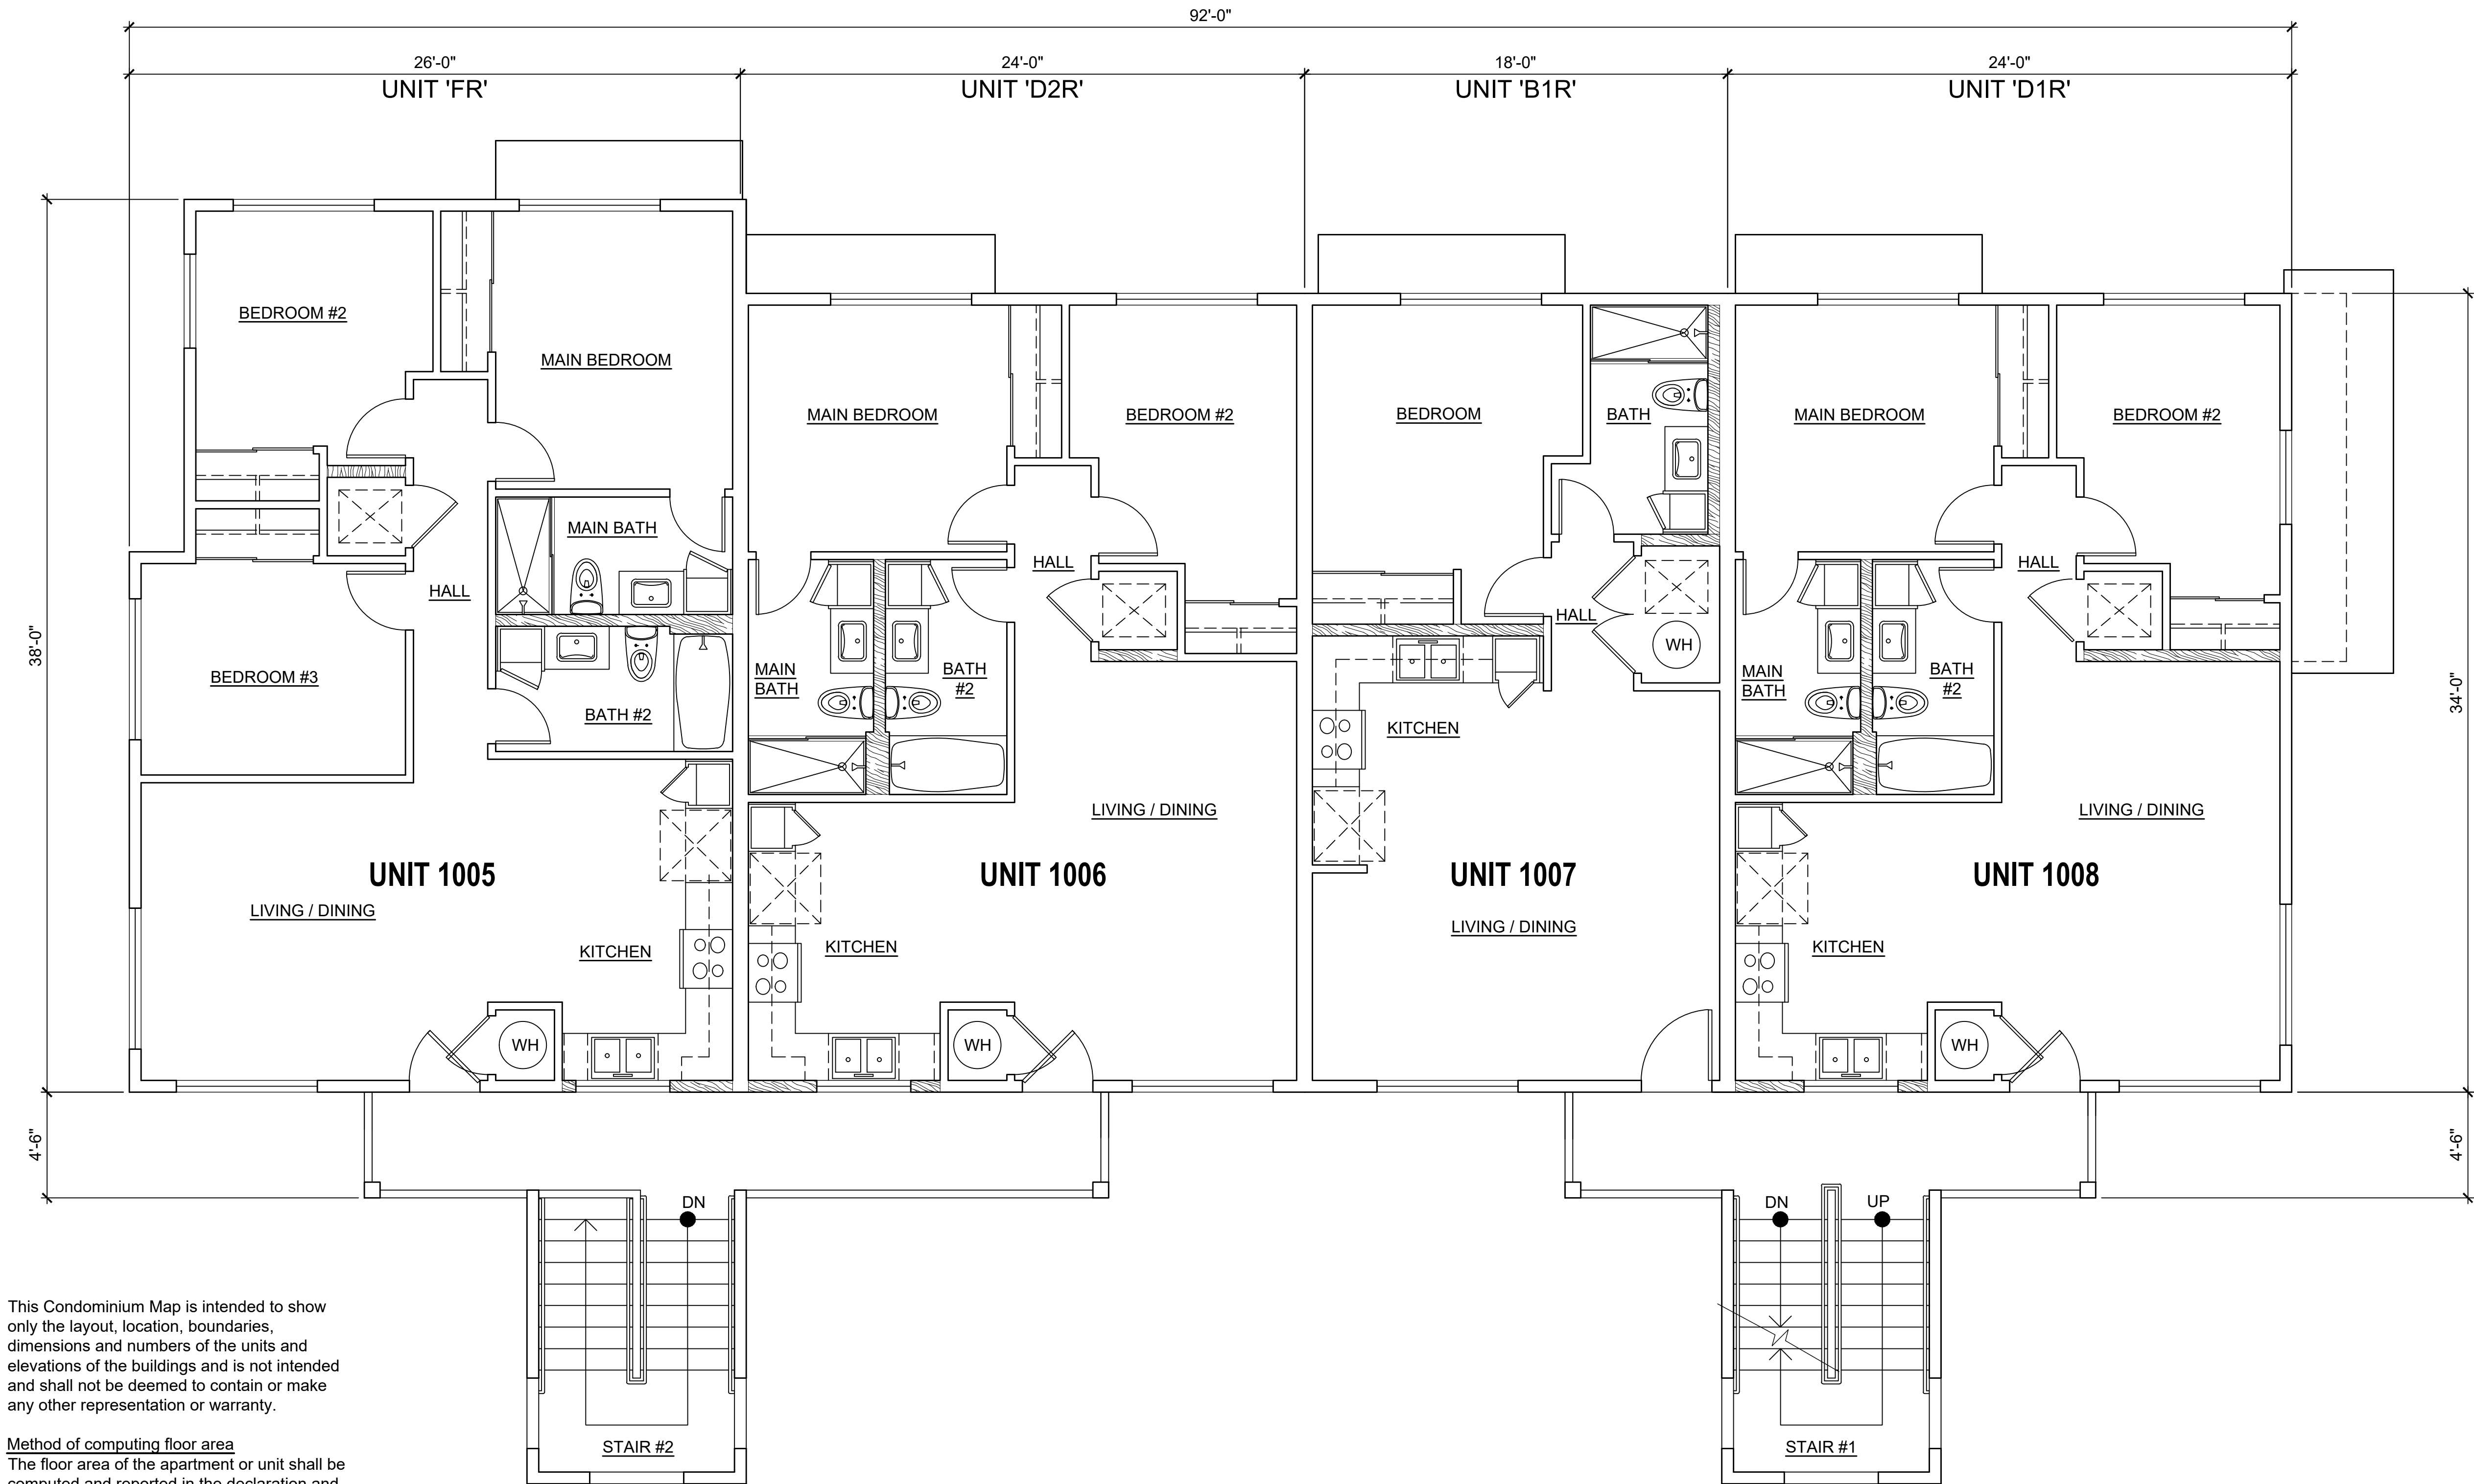 92'-0"
26'-0"
24'-0"
18'-0"
24'-0"
UNIT 'FR'
UNIT 'D2R'
UNIT 'B1R'
UNIT 'D1R'
BEDROOM #2
MAIN BEDROOM
MAIN BEDROOM
BEDROOM #2
BEDROOM
BATH
MAIN BEDROOM
BEDROOM #2
MAIN BATH
HALL
HALL
HALL
HALL
WH
38'-0"
34'-0"
BEDROOM #3
BATH #2
MAIN
BATH
BATH
#2
KITCHEN
MAIN
BATH
BATH
#2
LIVING / DINING
LIVING / DINING
UNIT 1005
UNIT 1006
UNIT 1007
UNIT 1008
LIVING / DINING
LIVING / DINING
KITCHEN
KITCHEN
KITCHEN
WH
WH
WH
4'-6"
4'-6"
DN
DN
UP
STAIR #2
STAIR #1
This Condominium Map is intended to show
only the layout, location, boundaries,
dimensions and numbers of the units and
elevations of the buildings and is not intended
and shall not be deemed to contain or make
any other representation or warranty.
Method of computing floor area
The floor area of the apartment or unit shall be
computed and reported in the declaration and